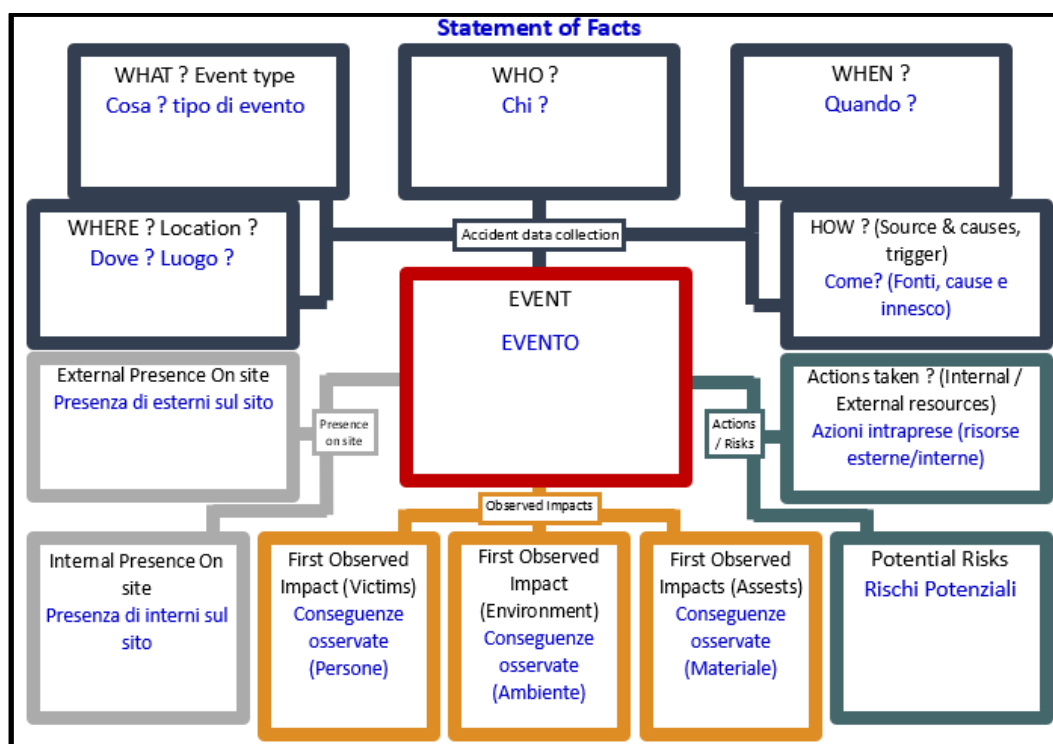 Statement of Facts
WHAT ? Event type
Cosa ? tipo di evento
WHO ?
Chi ?
WHEN ?
Quando ?
WHERE ? Location ?
Dove ? Luogo ?
Accident data collection
HOW ? (Source & causes,
trigger)
Come? (Fonti, cause e
innesco)
EVENT
EVENTO
External Presence On site
Presenza di esterni sul sito
Presence
on site
Actions
/ Risks
Actions taken ? (Internal /
External resources)
Azioni intraprese (risorse
esterne/interne)
Observed Impacts
Internal Presence On
site
Presenza di interni sul
sito
First Observed
Impact (Victims)
Conseguenze
osservate
(Persone)
First Observed
Impact
(Environment)
Conseguenze
osservate
(Ambiente)
First Observed
Impacts (Assests)
Conseguenze
osservate
(Materiale)
Potential Risks
Rischi Potenziali